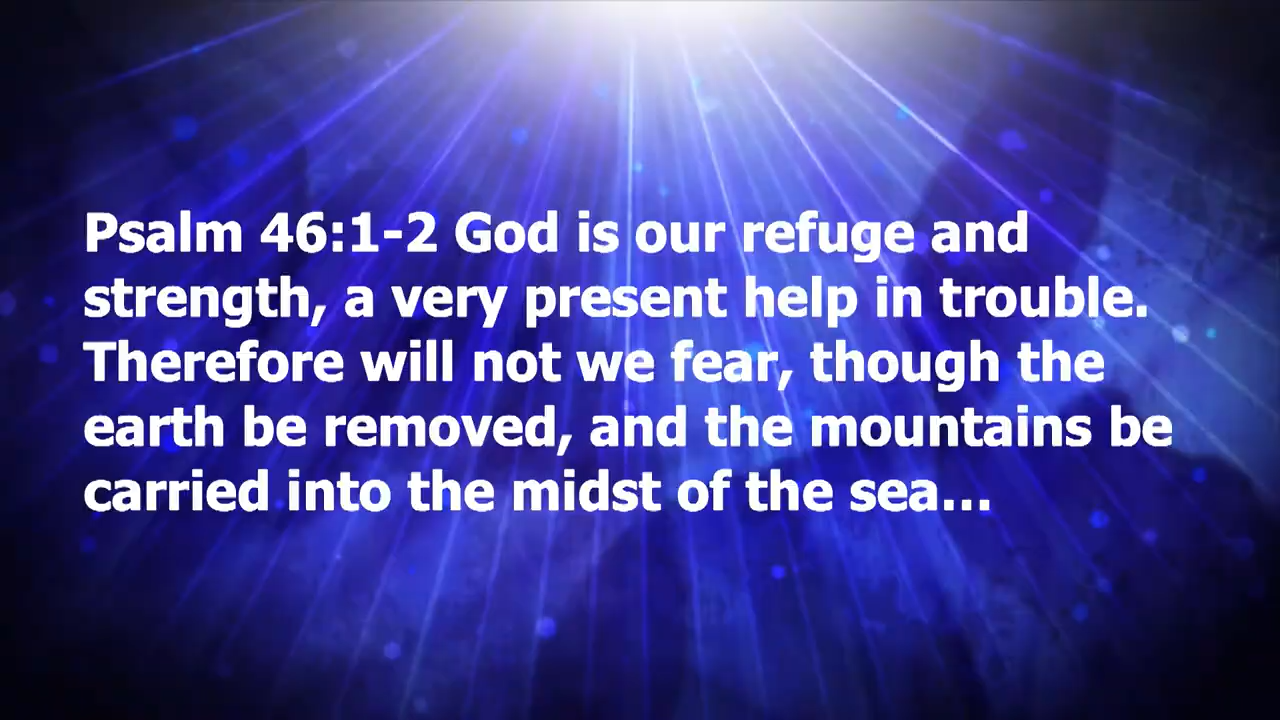 Psalm 46:1-2 God is our refuge and
strength, a very present help in trouble.
Therefore will not we fear, though the
earth be removed, and the mountains be
carried into the midst of the sea...